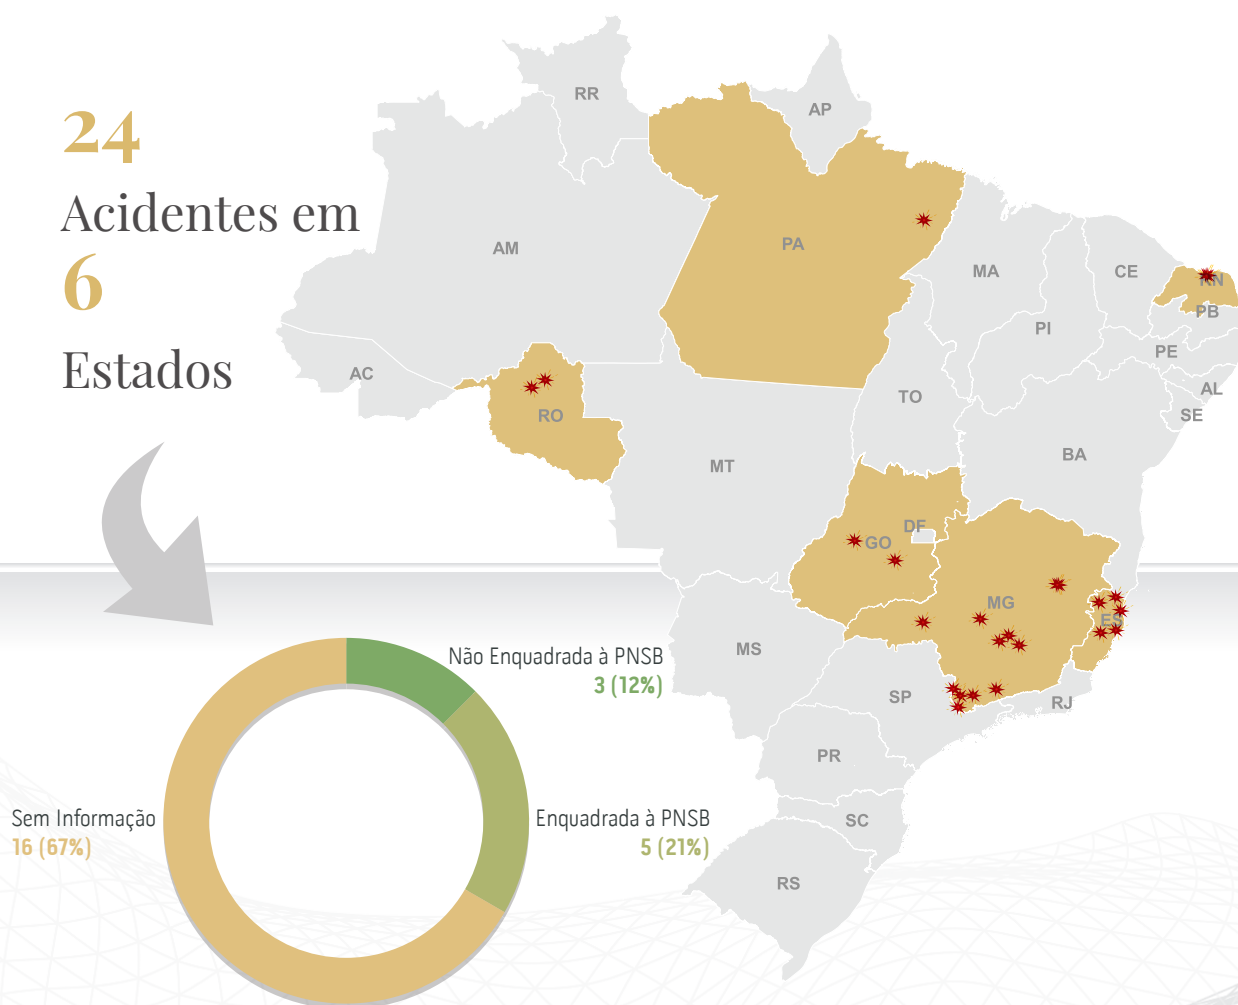 24
Acidentes em
6
Estados
RR
AP
AM
PA
MA
CE
RN
PB
PI
PE
AC
AL
TO
SE
RO
BA
MT
DF
GO
MG
ES
MS
SP
RJ
PR
SC
RS
Não Enquadrada à PNSB
3 (12%)
Sem Informação
16 (67%)
Enquadrada à PNSB
5 (21%)